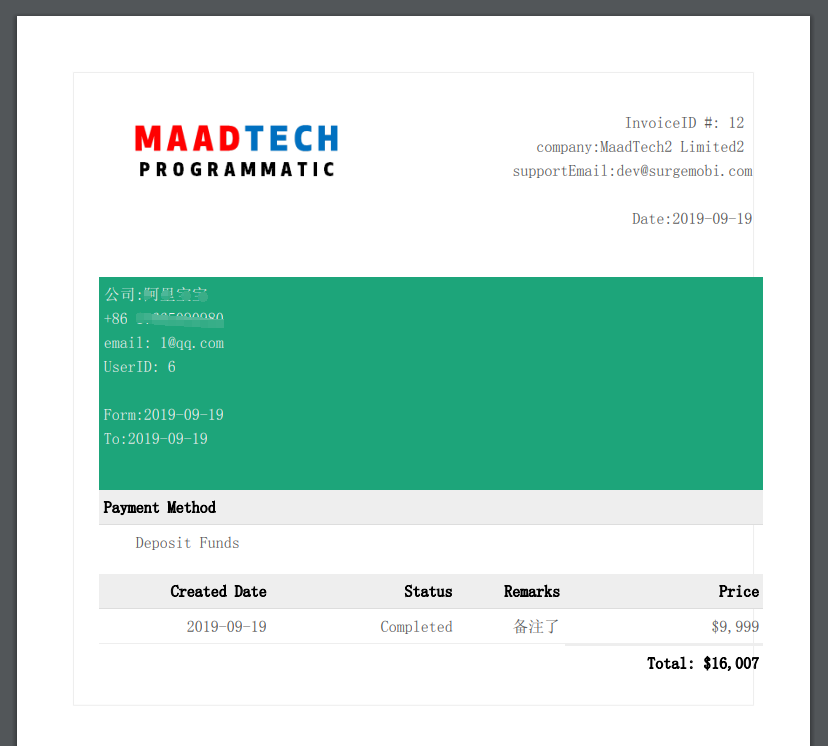 MAADTECH
PROGRAMMATIC
InvoiceID #: 12
company:MaadTech2 Limited2
supportEmail:dev@surgemobi.com
Date:2019-09-19
公司:
+86
email: 1@qq.com
UserID: 6
Form:2019-09-19
To:2019-09-19
Payment Method
Deposit Funds
Created Date Status Remarks Price
2019-09-19 Completed 备注了 $9,999
Total: $16,007